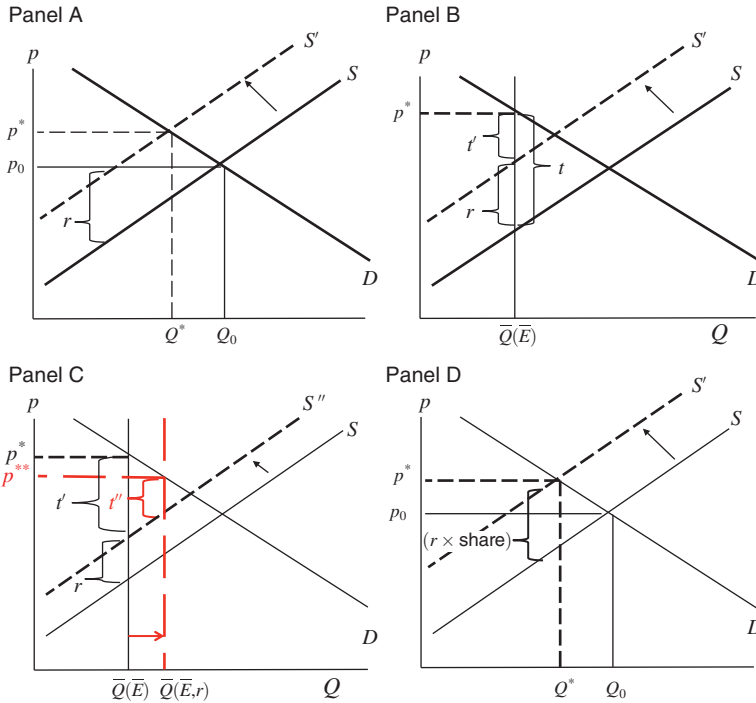 Panel A
p
S′
S
p*
p₀
r
D
Q*
Q₀
Panel B
p
S′
S
p*
t′
t
r
D
Q̅(E̅)
Q
Panel C
p
S″
S
p*
p**
t′
t″
r
D
Q̅(E̅)
Q̅(E̅,r)
Q
Panel D
p
S′
S
p*
p₀
(r × share)
D
Q*
Q₀